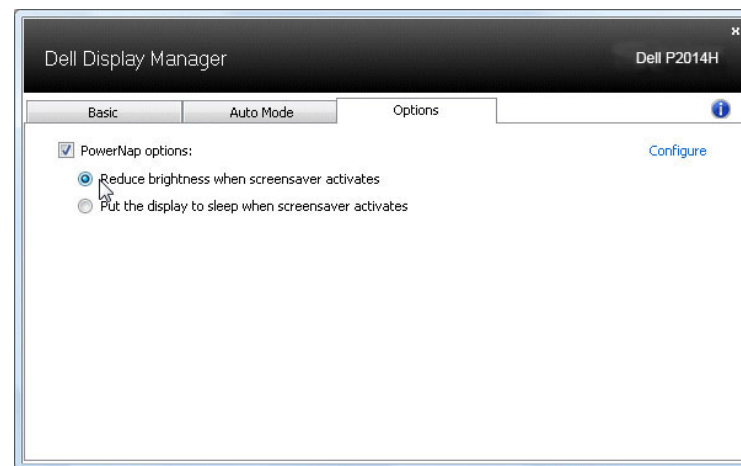 x
Dell Display Manager Dell P2014H
Basic Auto Mode Options
PowerNap options: Configure
Reduce brightness when screensaver activates
Put the display to sleep when screensaver activates